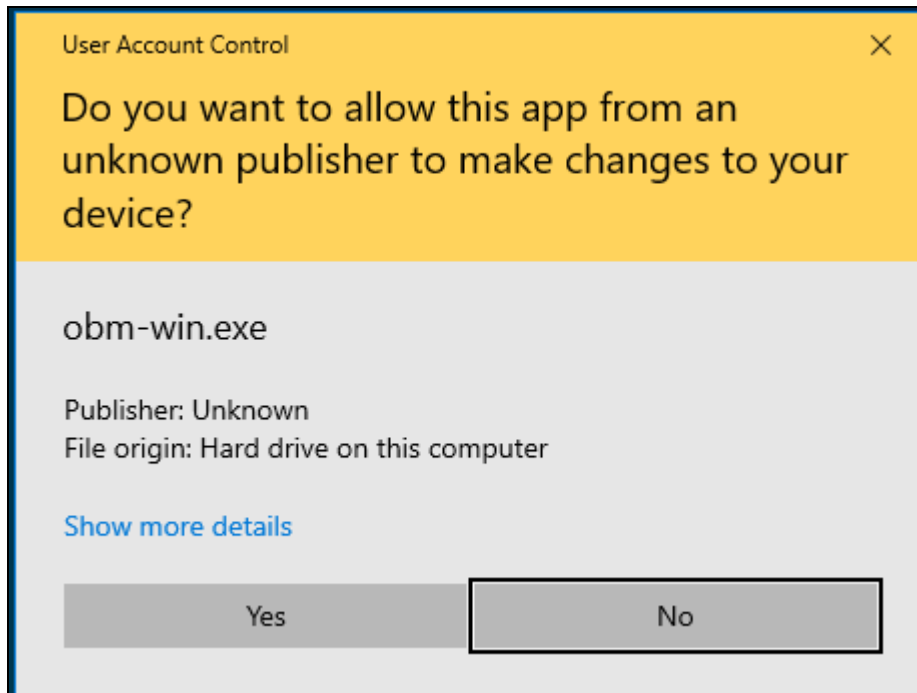 User Account Control
Do you want to allow this app from an
unknown publisher to make changes to your
device?
obm-win.exe
Publisher: Unknown
File origin: Hard drive on this computer
Show more details
Yes
No